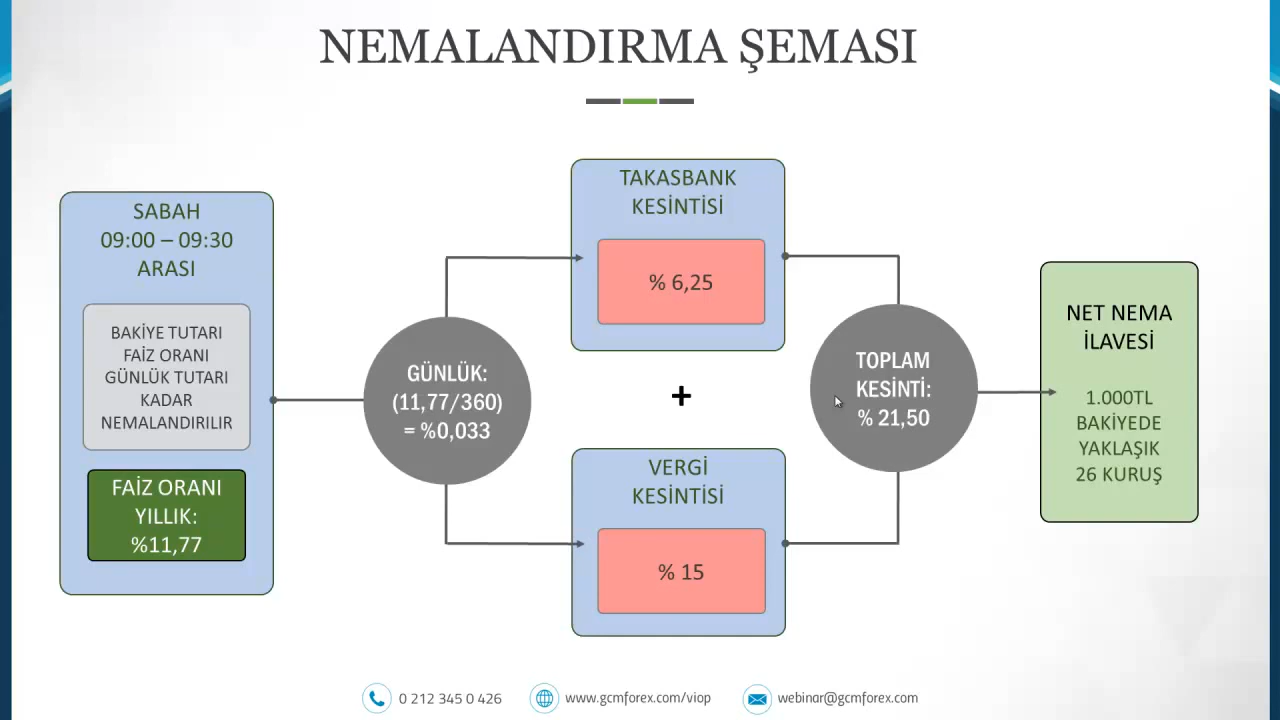 NEMALANDIRMA ŞEMASI
SABAH
09:00 – 09:30
ARASI
BAKİYE TUTARI
FAİZ ORANI
GÜNLÜK TUTARI
KADAR
NEMALANDIRILIR
FAİZ ORANI
YILLIK:
%11,77
GÜNLÜK:
(11,77/360)
= %0,033
TAKASBANK
KESİNTİSİ
% 6,25
+
VERGİ
KESİNTİSİ
% 15
TOPLAM
KESİNTİ:
% 21,50
NET NEMA
İLAVESİ
1.000TL
BAKİYEDE
YAKLAŞIK
26 KURUŞ
0 212 345 0 426
www.gcmforex.com/viop
webinar@gcmforex.com